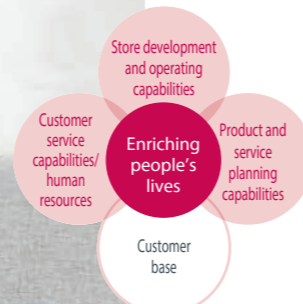 Store development
and operating
capabilities
Customer
service
capabilities/
human
resources
Enriching
people's
lives
Product and
service
planning
capabilities
Customer
base